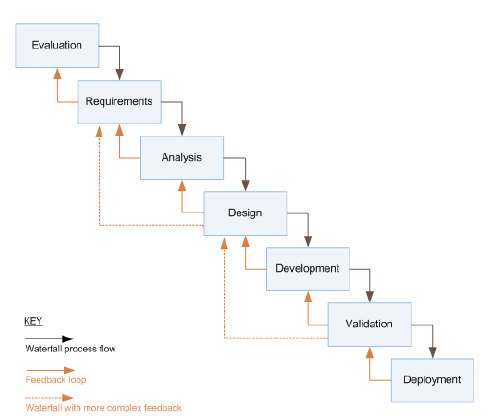 Evaluation
Requirements
Analysis
Design
Development
Validation
Deployment
KEY
Waterfall process flow
Feedback loop
Waterfall with more complex feedback